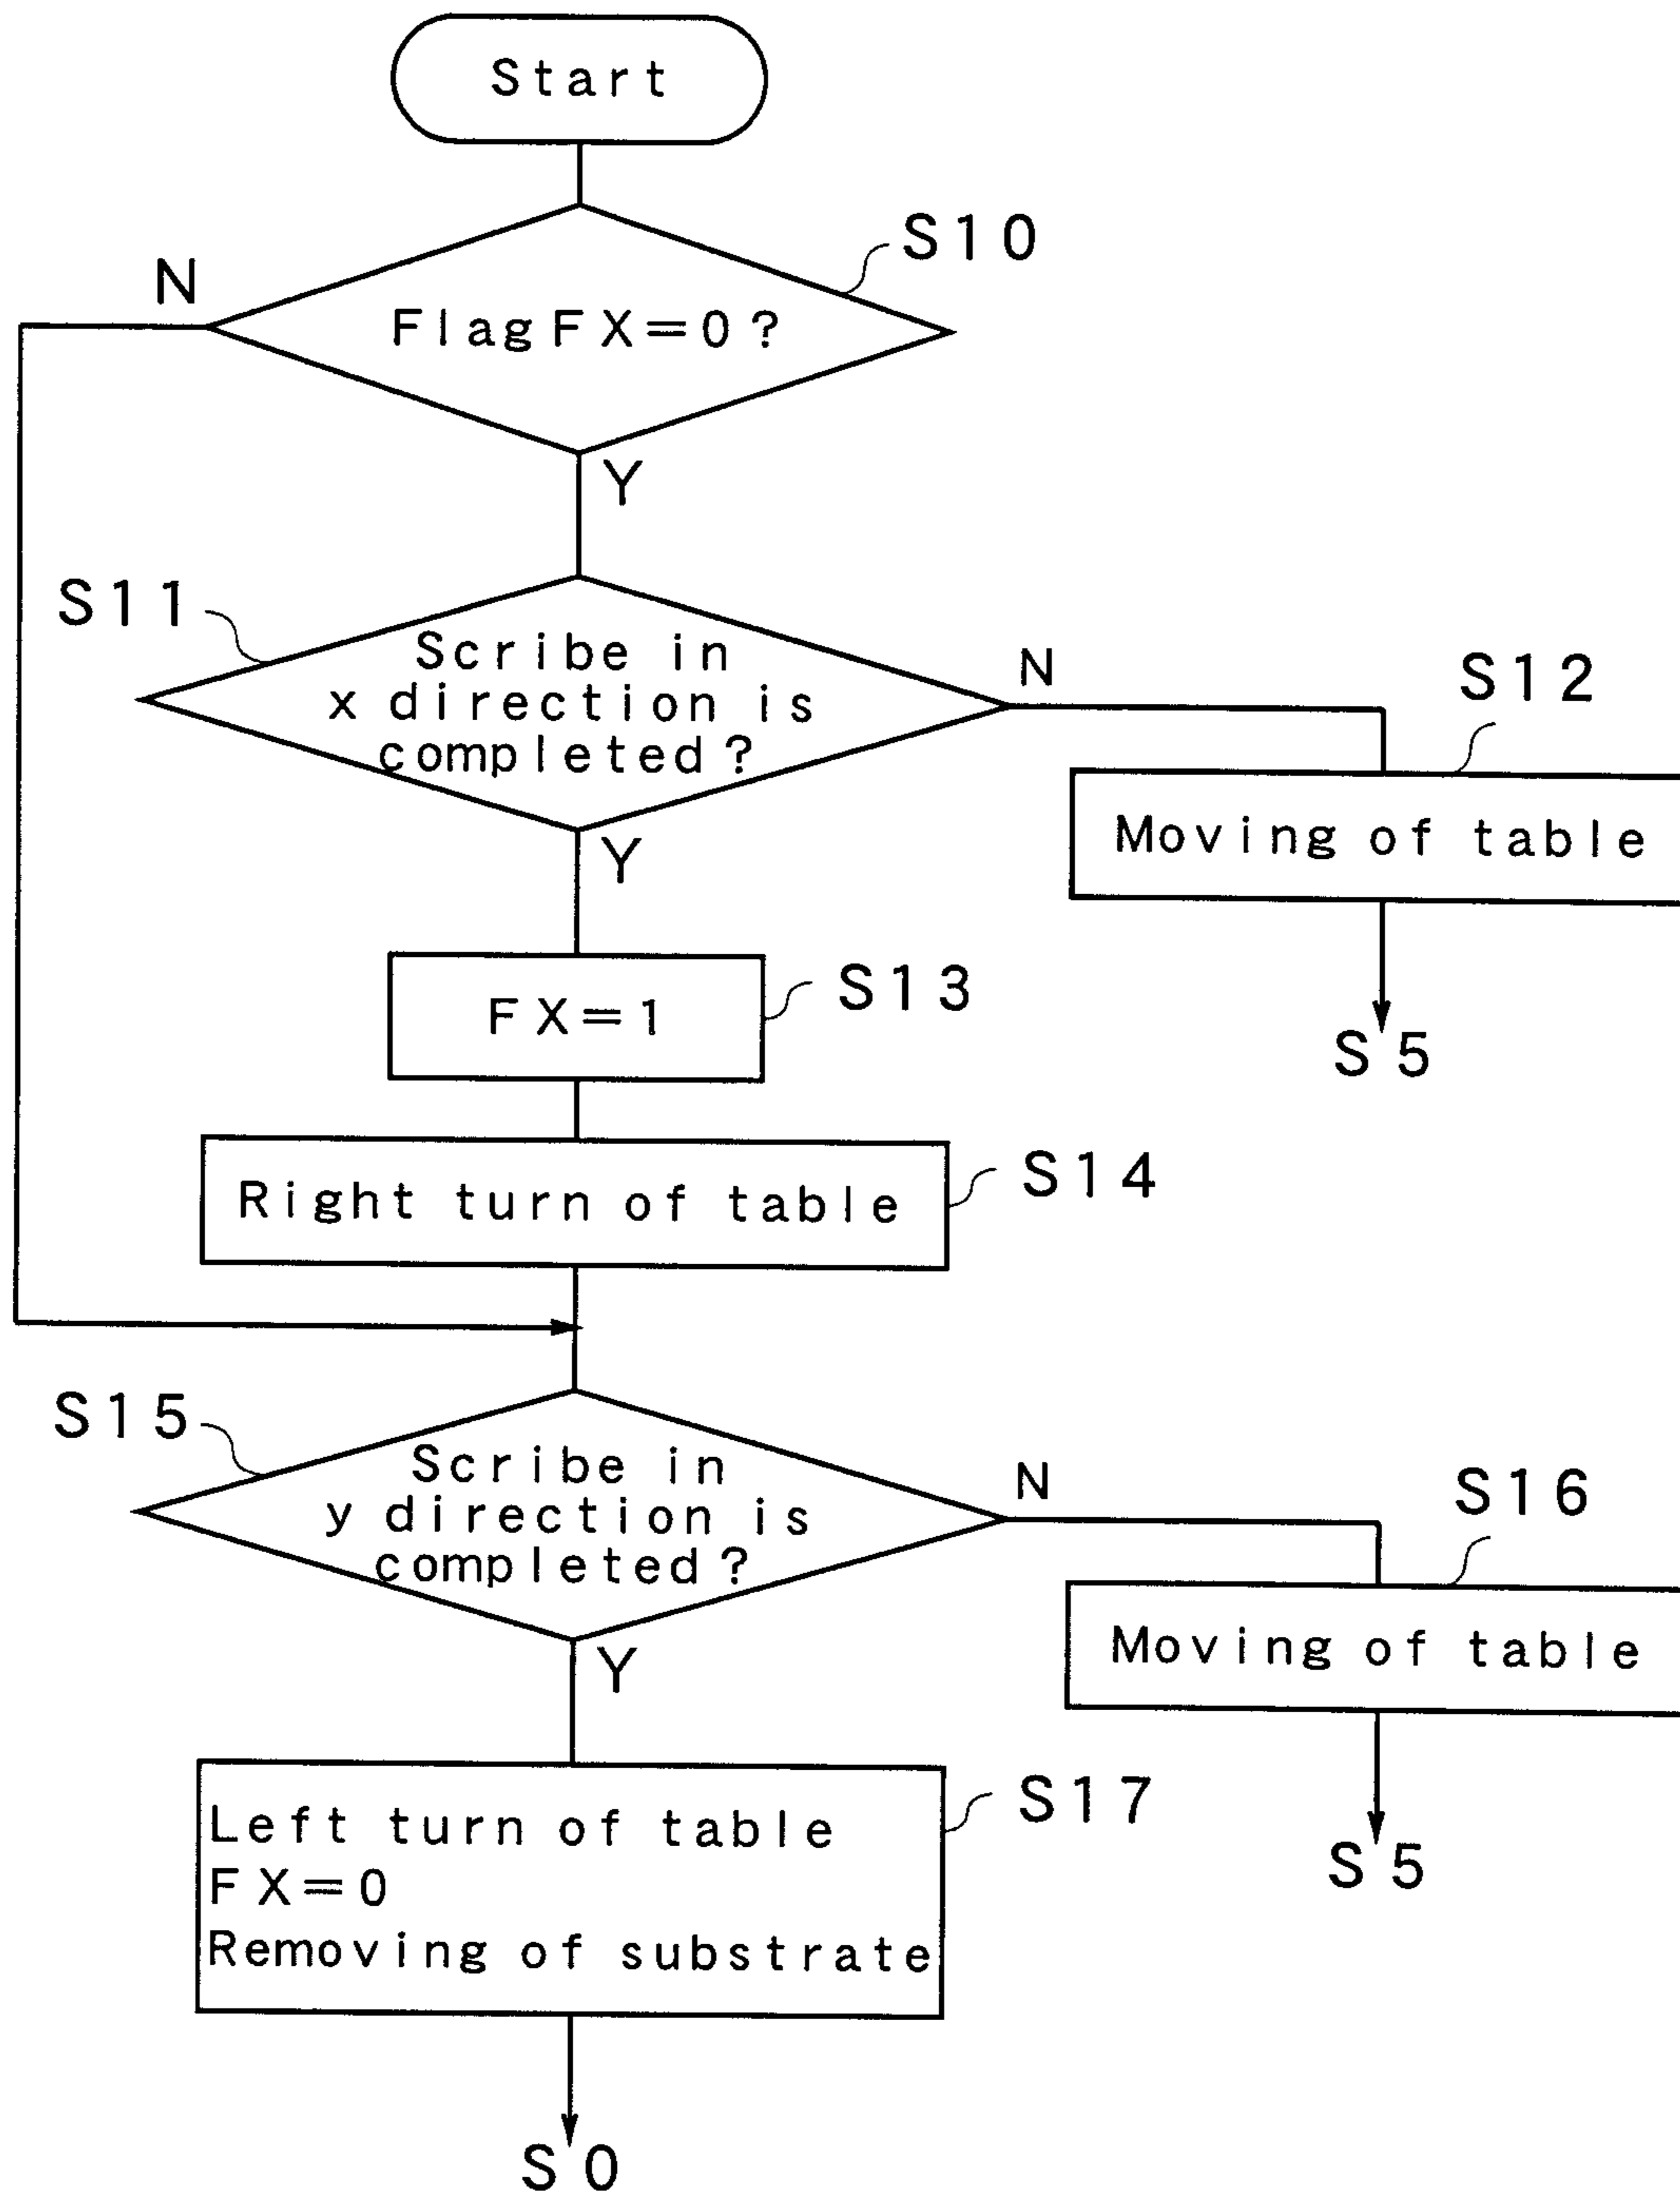 Start
S10
N
Flag FX=0?
Y
S11
Scribe in
x direction is
completed?
N
S12
Moving of table
Y
S5
FX=1
S13
Right turn of table
S14
S15
Scribe in
y direction is
completed?
N
S16
Moving of table
Y
S5
Left turn of table
FX=0
Removing of substrate
S17
S0